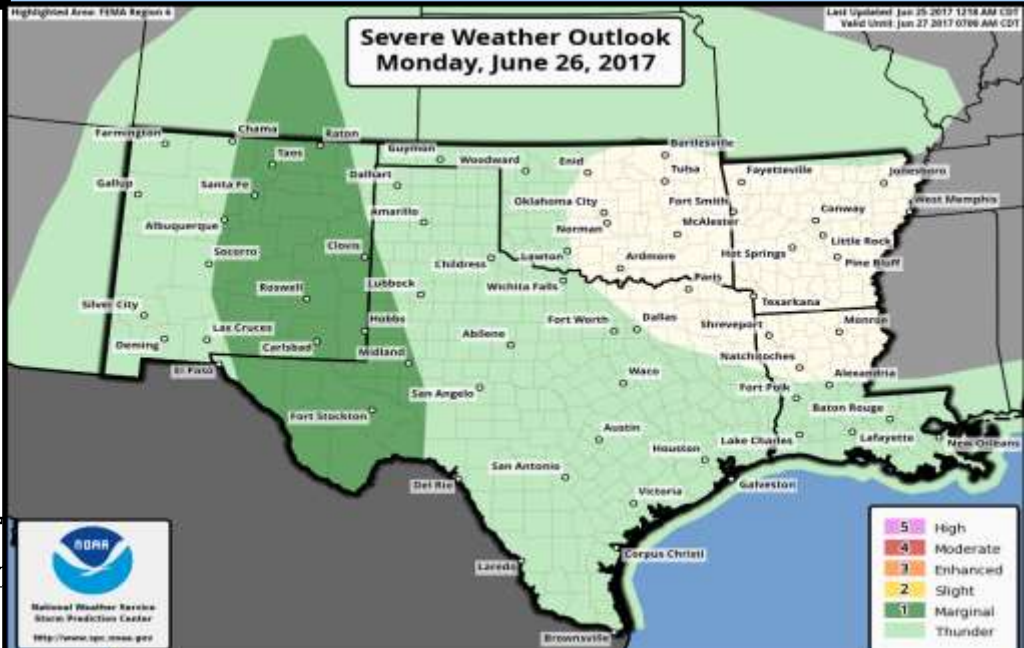 Highlighted Area: FEMA Region 6
Last Updated: Jun 25 2017 1218 AM CDT
Valid Until: Jun 27 2017 0700 AM CDT
Severe Weather Outlook
Monday, June 26, 2017
Farmington
Chama
Raton
Taos
Guymon
Woodward
Enid
Bartlesville
Tulsa
Fayetteville
Jonesboro
Gallup
Santa Fe
Dalhart
Oklahoma City
Fort Smith
West Memphis
Albuquerque
Amarillo
Norman
McAlester
Conway
Socorro
Clovis
Childress
Lawton
Ardmore
Hot Springs
Little Rock
Pine Bluff
Roswell
Lubbock
Wichita Falls
Paris
Texarkana
Silver City
Las Cruces
Hobbs
Abilene
Fort Worth
Dallas
Shreveport
Monroe
Deming
Carlsbad
Midland
Natchitoches
El Paso
San Angelo
Waco
Fort Polk
Alexandria
Fort Stockton
Austin
Baton Rouge
Houston
Lake Charles
Lafayette
New Orleans
San Antonio
Del Rio
Victoria
Galveston
Laredo
Corpus Christi
Brownsville
NOAA
National Weather Service
Storm Prediction Center
http://www.spc.noaa.gov
5 High
4 Moderate
3 Enhanced
2 Slight
1 Marginal
Thunder